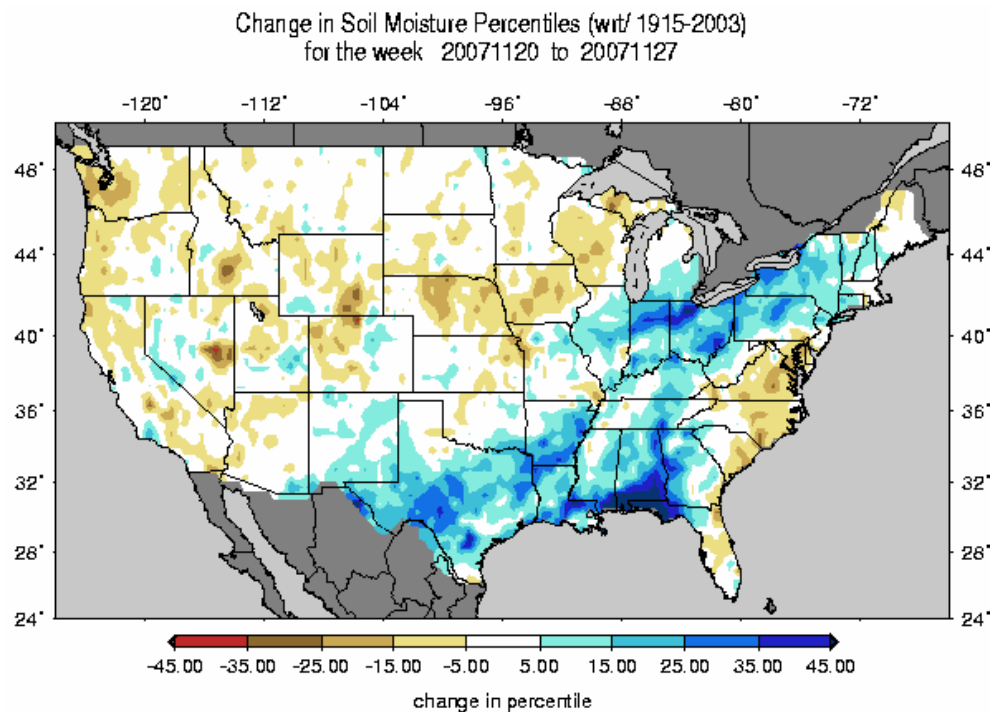 Change in Soil Moisture Percentiles (wrt/ 1915-2003)
for the week 20071120 to 20071127
-120° -112° -104° -96° -88° -80° -72°
48° 48°
44° 44°
40° 40°
36° 36°
32° 32°
28° 28°
24° 24°
-45.00 -35.00 -25.00 -15.00 -5.00 5.00 15.00 25.00 35.00 45.00
change in percentile